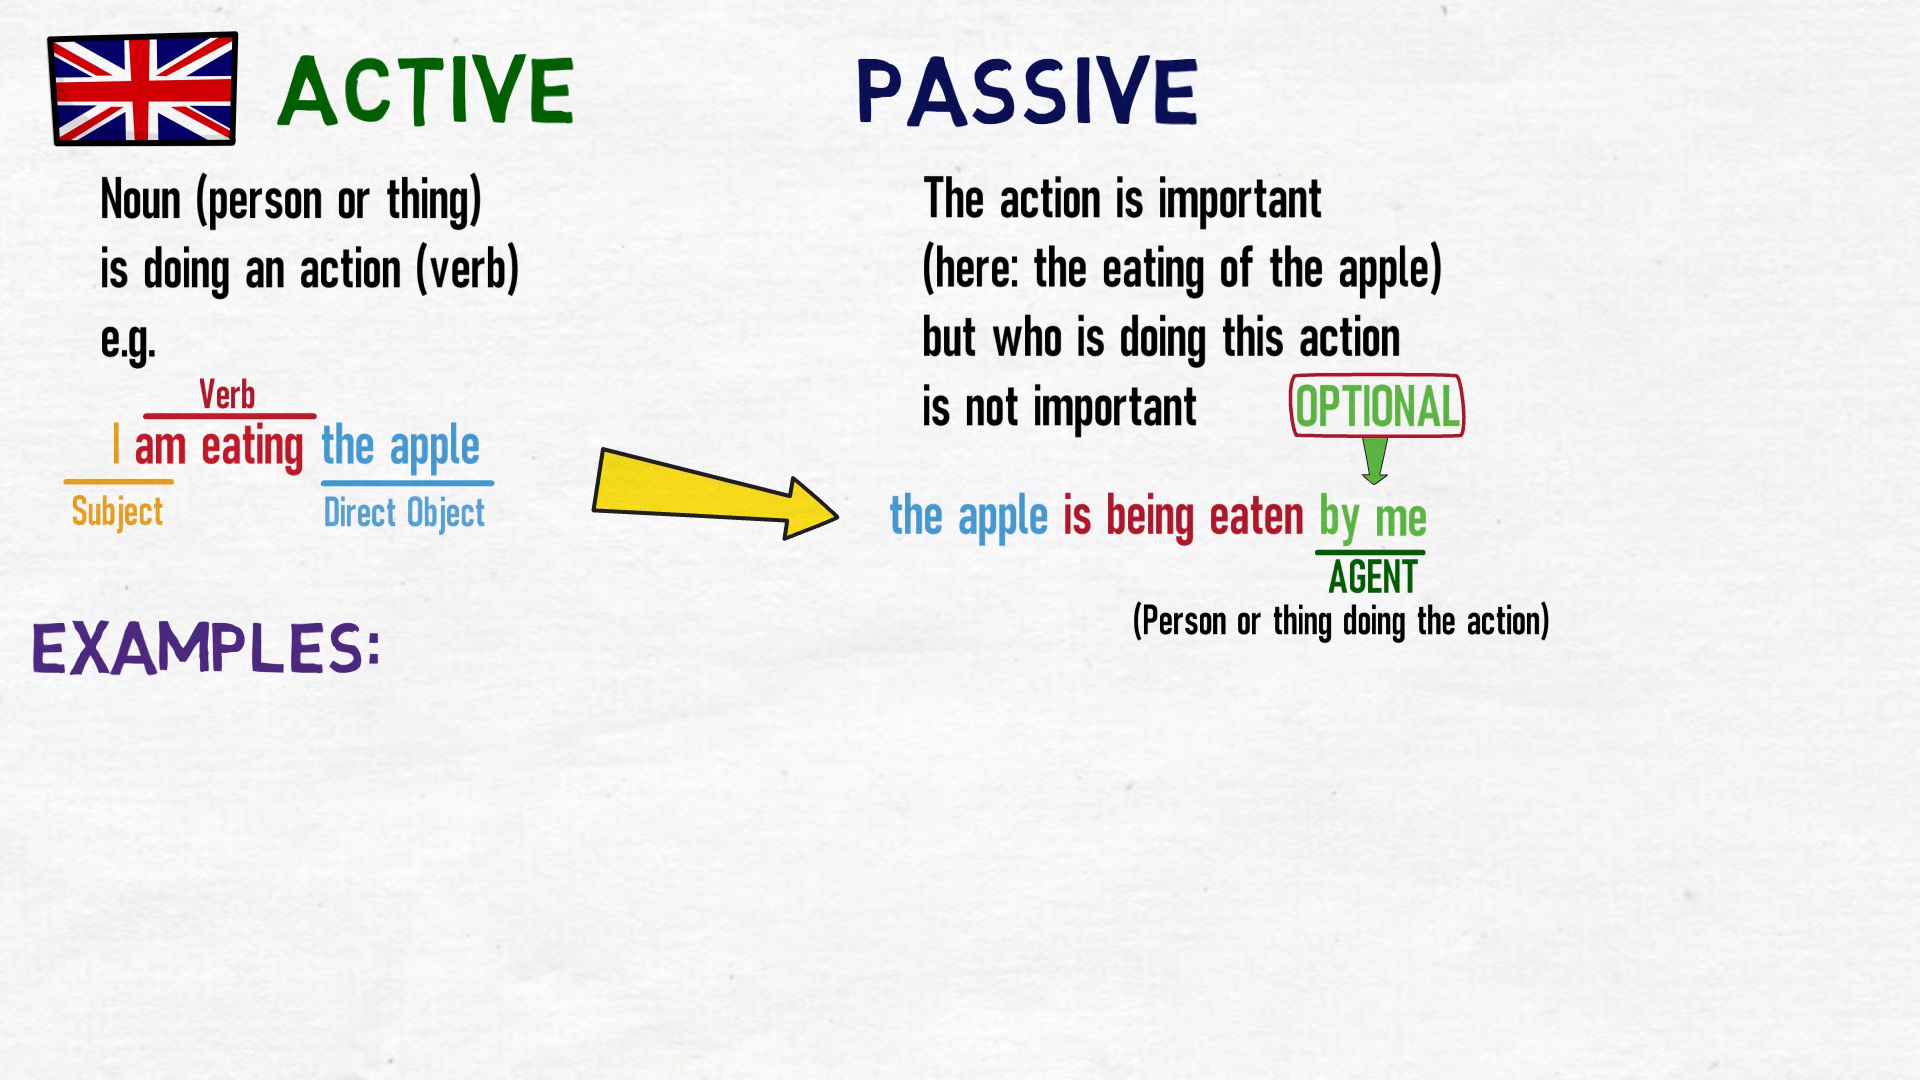 ACTIVE
Noun (person or thing)
is doing an action (verb)
e.g.
Verb
I am eating the apple
Subject
Direct Object
PASSIVE
The action is important
(here: the eating of the apple)
but who is doing this action
is not important
OPTIONAL
the apple is being eaten by me
AGENT
(Person or thing doing the action)
EXAMPLES: